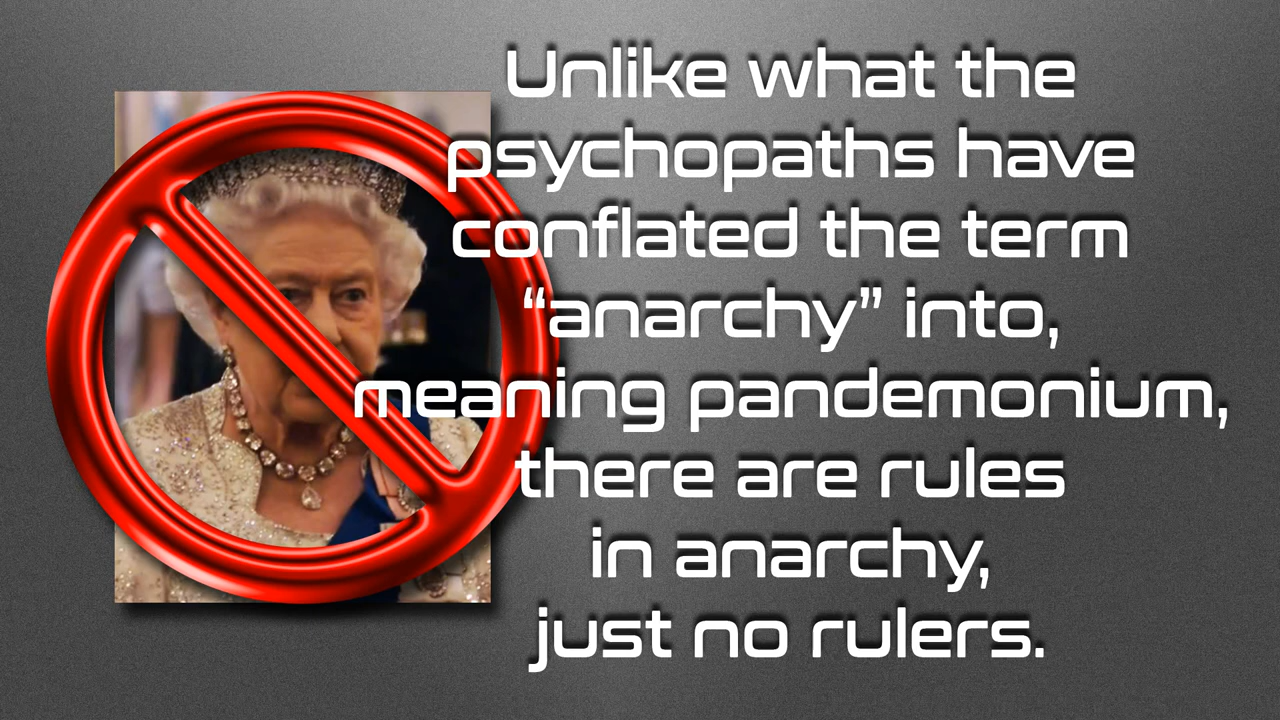 Unlike what the
psychopaths have
conflated the term
“anarchy” into,
meaning pandemonium,
there are rules
in anarchy,
just no rulers.